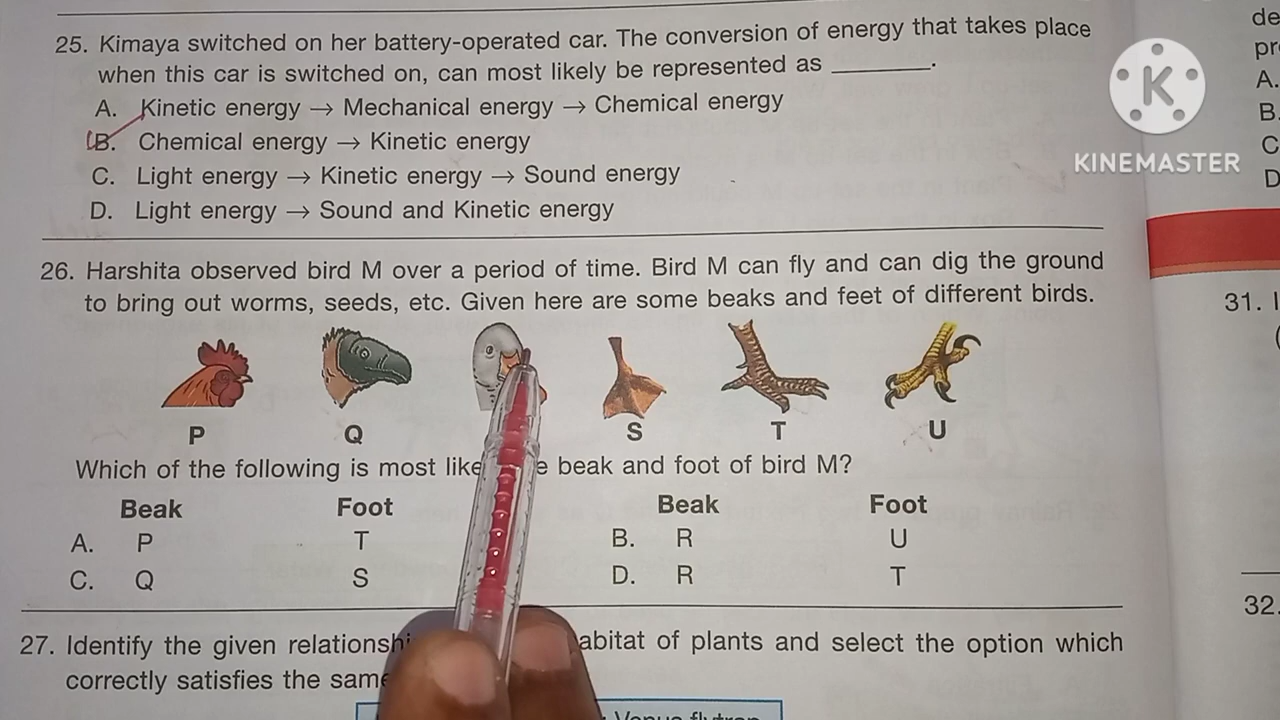 25. Kimaya switched on her battery-operated car. The conversion of energy that takes place
when this car is switched on, can most likely be represented as ________.
A. Kinetic energy → Mechanical energy → Chemical energy
B. Chemical energy → Kinetic energy
C. Light energy → Kinetic energy → Sound energy
D. Light energy → Sound and Kinetic energy
26. Harshita observed bird M over a period of time. Bird M can fly and can dig the ground
to bring out worms, seeds, etc. Given here are some beaks and feet of different birds.
P Q S T U
Which of the following is most beak and foot of bird M?
Beak Foot Beak Foot
A. P T B. R U
C. Q S D. R T
27. Identify the given of plants and select the option which
correctly satisfies the
K
KINEMASTER
A.
B.
C
D
31.
32.